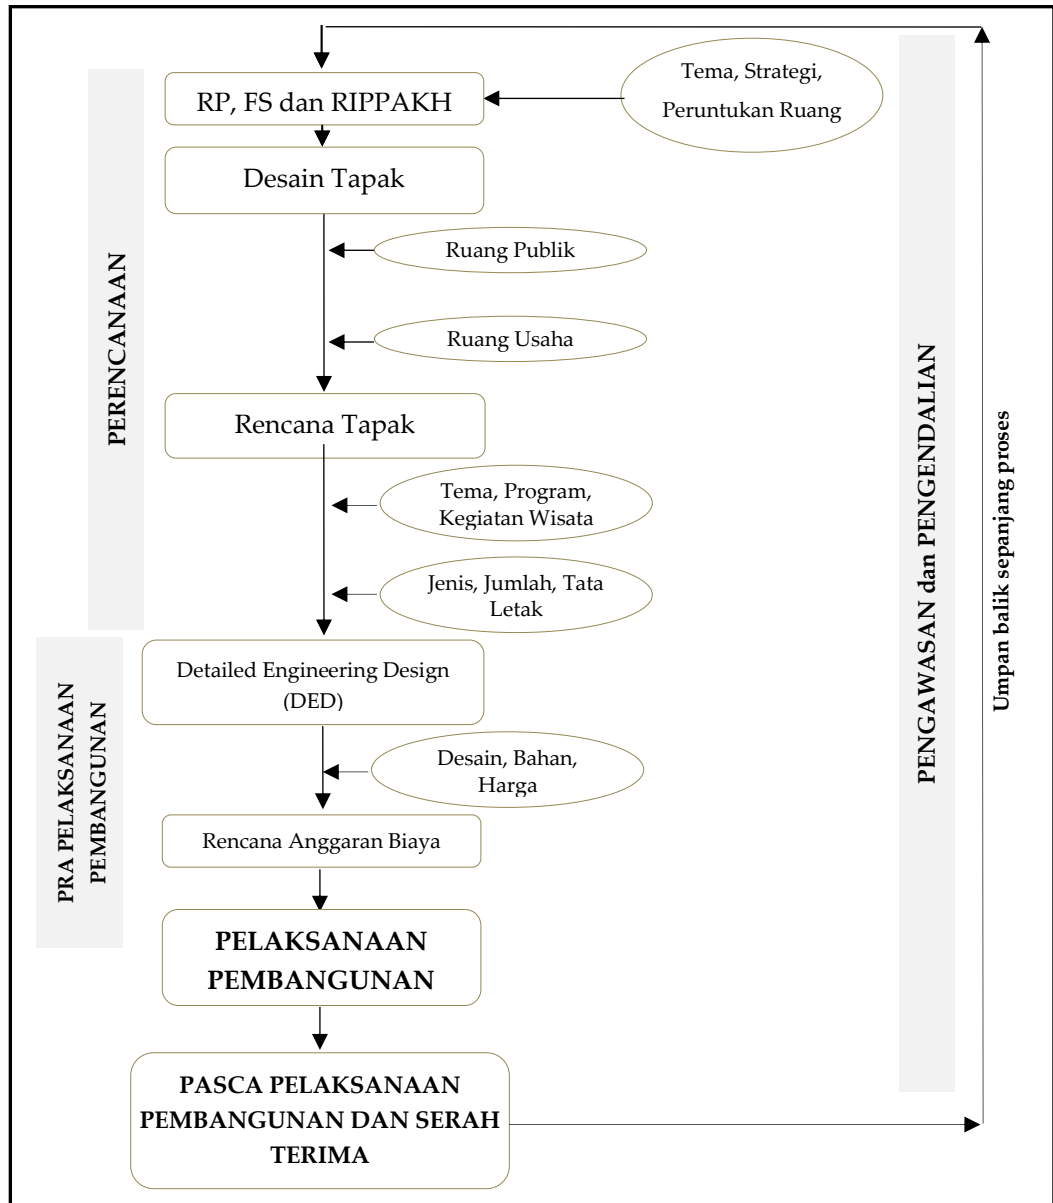 Tema, Strategi,
Peruntukan Ruang
RP, FS dan RIPPAKH
Desain Tapak
Ruang Publik
Ruang Usaha
Rencana Tapak
Tema, Program,
Kegiatan Wisata
Jenis, Jumlah, Tata
Letak
PERENCANAAN
Detailed Engineering Design
(DED)
Desain, Bahan,
Harga
Rencana Anggaran Biaya
PRA PELAKSANAAN
PEMBANGUNAN
PELAKSANAAN
PEMBANGUNAN
PASCA PELAKSANAAN
PEMBANGUNAN DAN SERAH
TERIMA
PENGAWASAN dan PENGENDALIAN
Umpan balik sepanjang proses